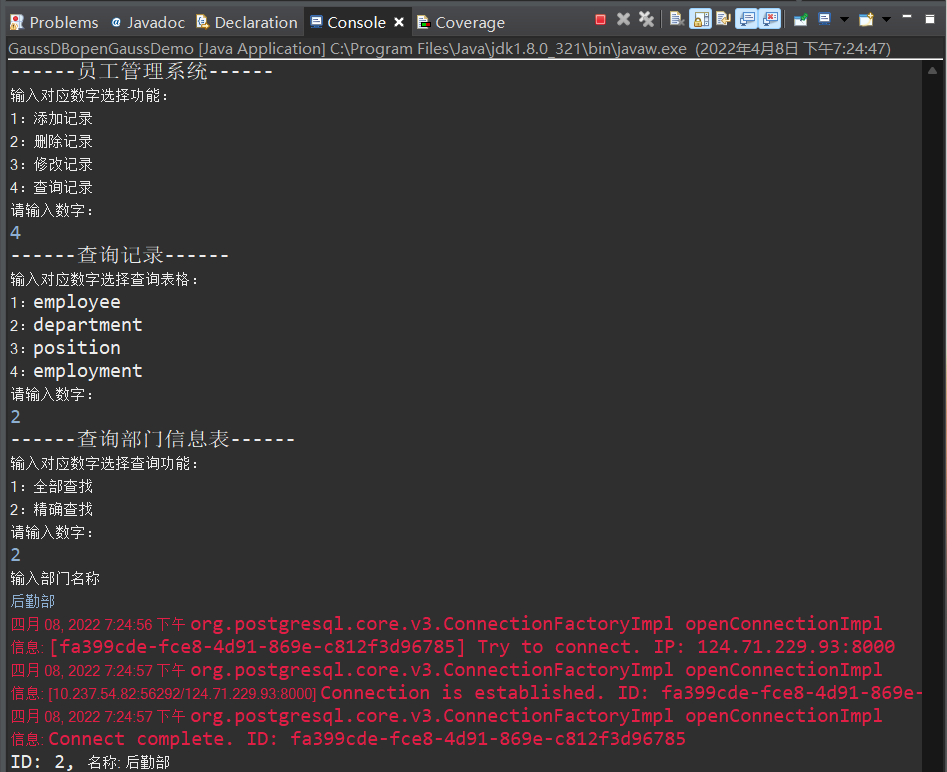 Problems Javadoc Declaration Console Coverage
GaussDBopenGaussDemo [Java Application] C:\Program Files\Java\jdk1.8.0_321\bin\javaw.exe (2022年4月8日 下午7:24:47)
------员工管理系统------
输入对应数字选择功能：
1：添加记录
2：删除记录
3：修改记录
4：查询记录
请输入数字：
4
------查询记录------
输入对应数字选择查询表格：
1：employee
2：department
3：position
4：employment
请输入数字：
2
------查询部门信息表------
输入对应数字选择查询功能：
1：全部查找
2：精确查找
请输入数字：
2
输入部门名称
后勤部
四月 08, 2022 7:24:56 下午 org.postgresql.core.v3.ConnectionFactoryImpl openConnectionImpl
信息: [fa399cde-fce8-4d91-869e-c812f3d96785] Try to connect. IP: 124.71.229.93:8000
四月 08, 2022 7:24:57 下午 org.postgresql.core.v3.ConnectionFactoryImpl openConnectionImpl
信息: [10.237.54.82:56292/124.71.229.93:8000] Connection is established. ID: fa399cde-fce8-4d91-869e-
四月 08, 2022 7:24:57 下午 org.postgresql.core.v3.ConnectionFactoryImpl openConnectionImpl
信息: Connect complete. ID: fa399cde-fce8-4d91-869e-c812f3d96785
ID: 2, 名称: 后勤部